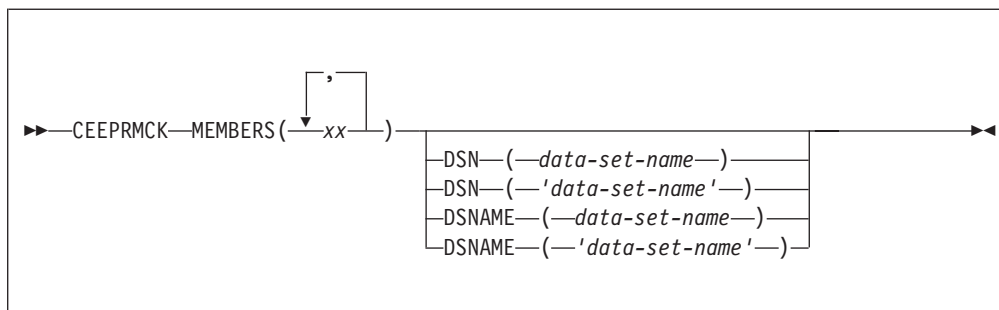 ,
CEEPRMCK MEMBERS( xx )
DSN ( data-set-name )
DSN ( 'data-set-name' )
DSNAME ( data-set-name )
DSNAME ( 'data-set-name' )